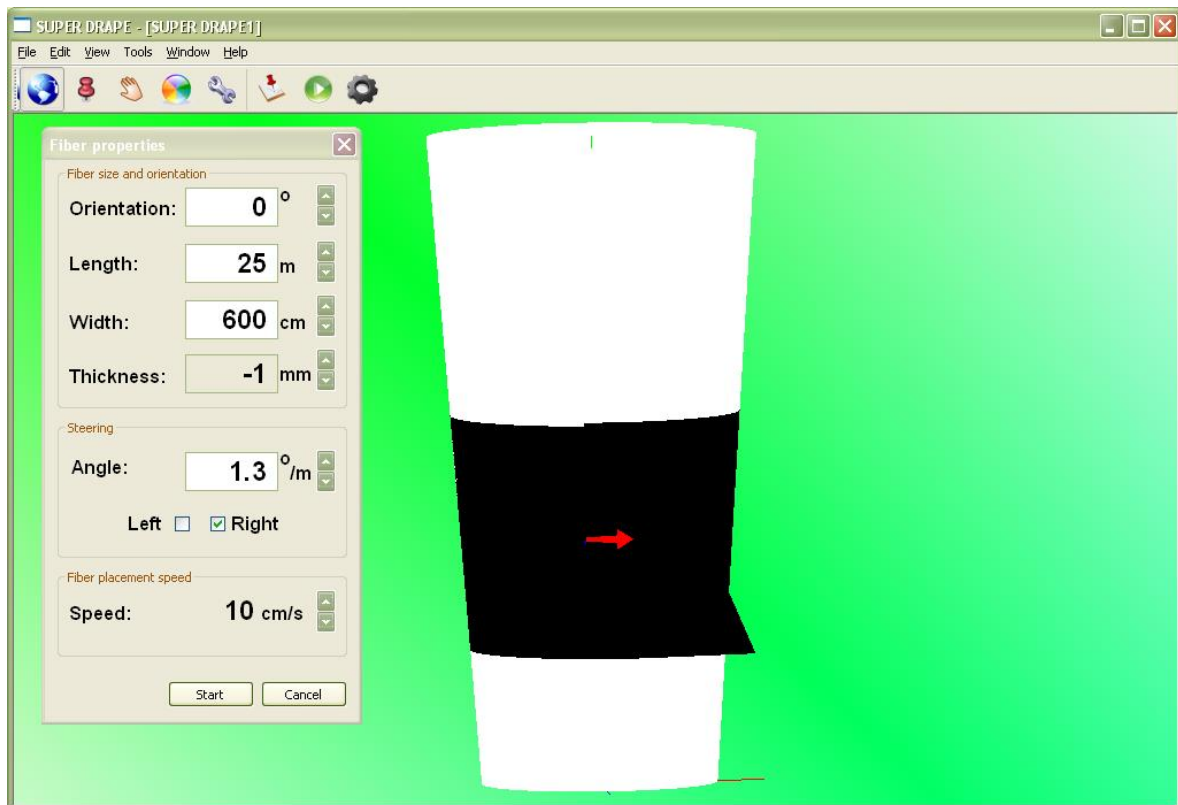 SUPER DRAPE - [SUPER DRAPE1]
File Edit View Tools Window Help
Fiber properties
Fiber size and orientation
Orientation: 0 o
Length: 25 m
Width: 600 cm
Thickness: -1 mm
Steering
Angle: 1.3 o/m
Left Right
Fiber placement speed
Speed: 10 cm/s
Start Cancel